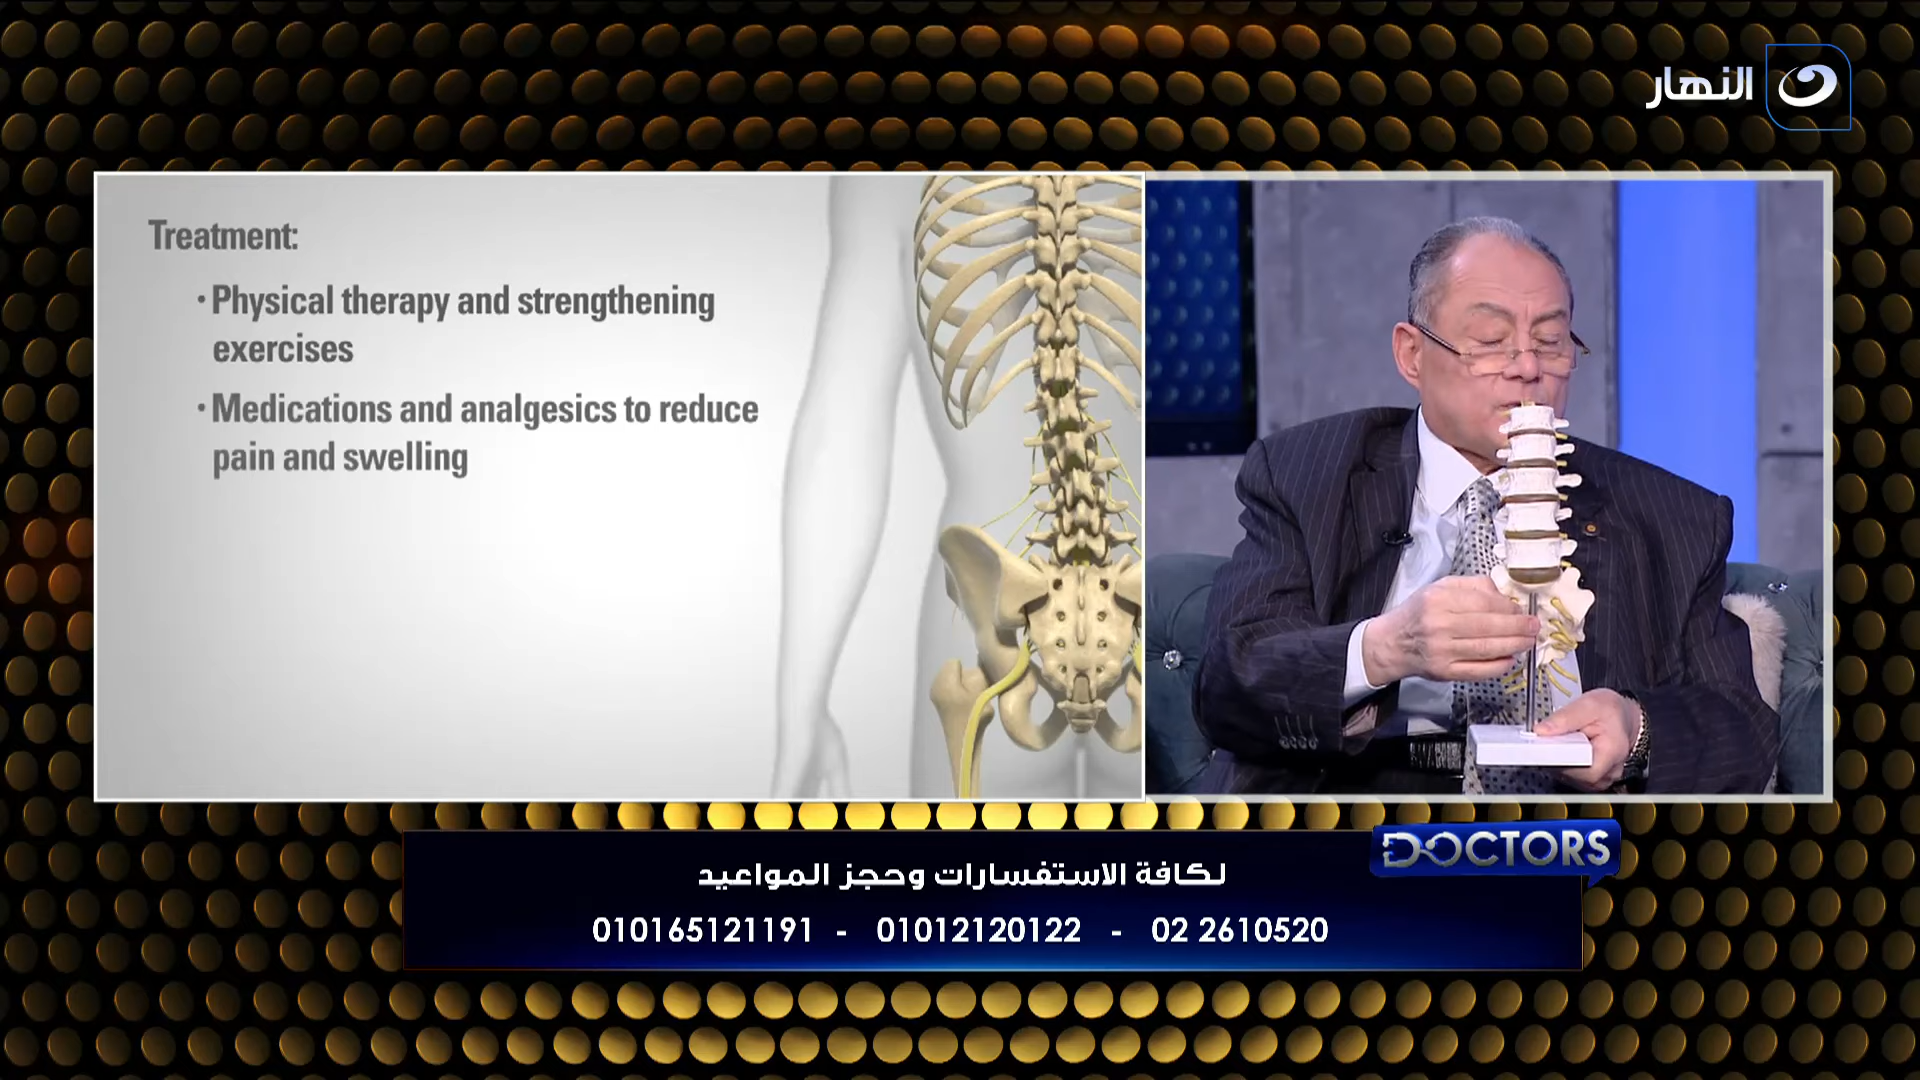 النهار
Treatment:
• Physical therapy and strengthening
exercises
• Medications and analgesics to reduce
pain and swelling
DOCTORS
لكافة الاستفسارات وحجز المواعيد
010165121191 - 01012120122 - 02 2610520